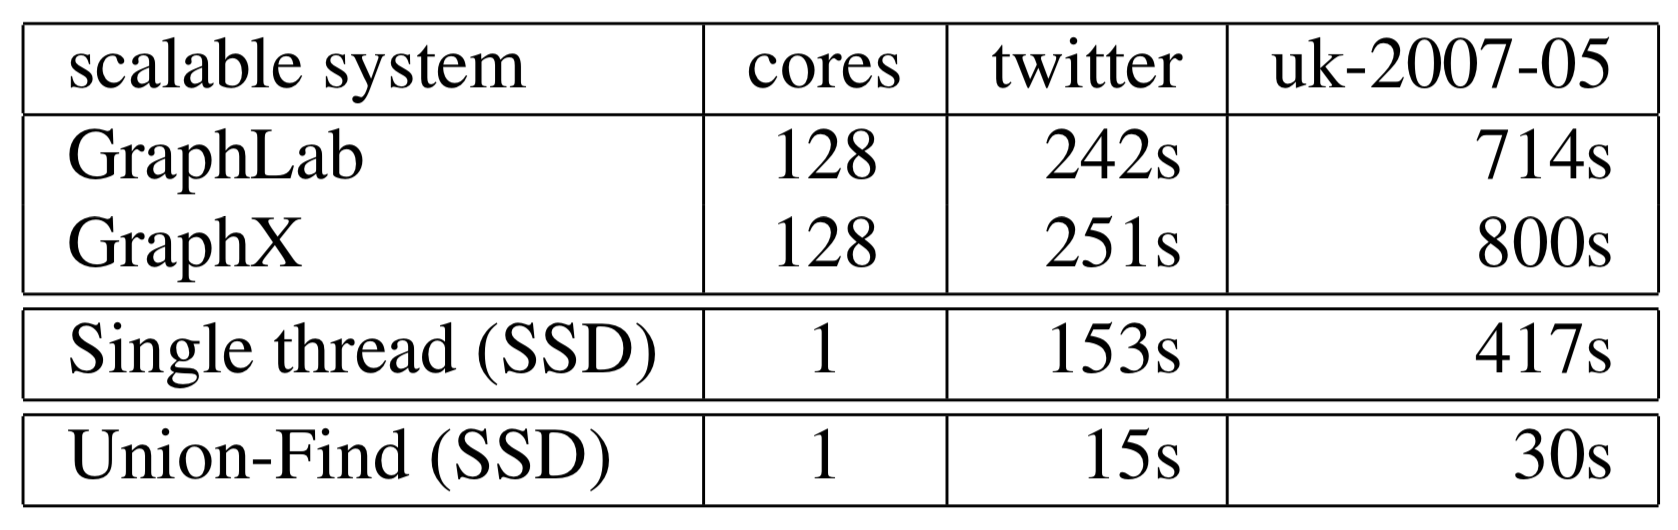 scalable system cores twitter uk-2007-05
GraphLab 128 242s 714s
GraphX 128 251s 800s
Single thread (SSD) 1 153s 417s
Union-Find (SSD) 1 15s 30s